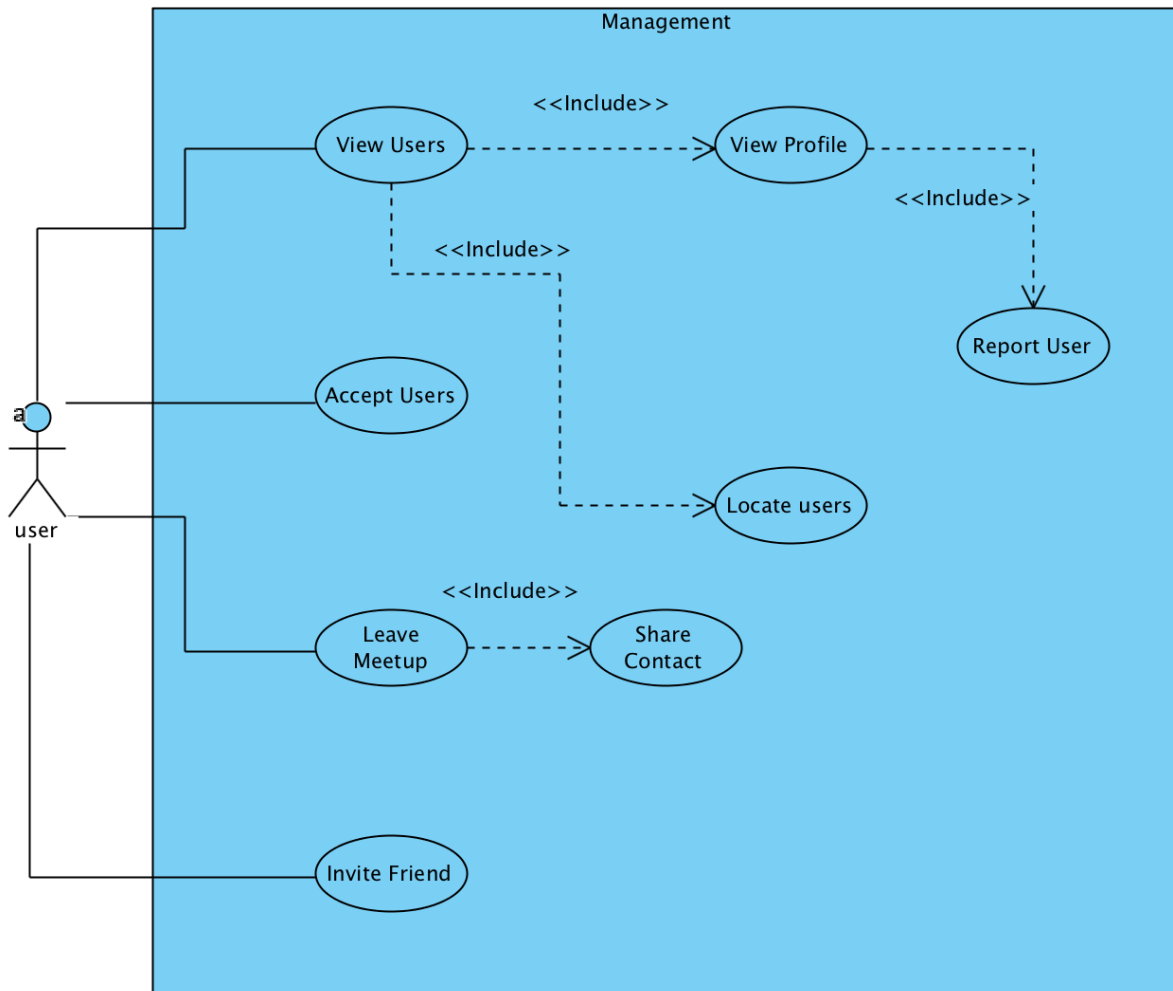 Management
<<Include>>
View Users
View Profile
<<Include>>
<<Include>>
Report User
Accept Users
a
user
Locate users
<<Include>>
Leave
Meetup
Share
Contact
Invite Friend